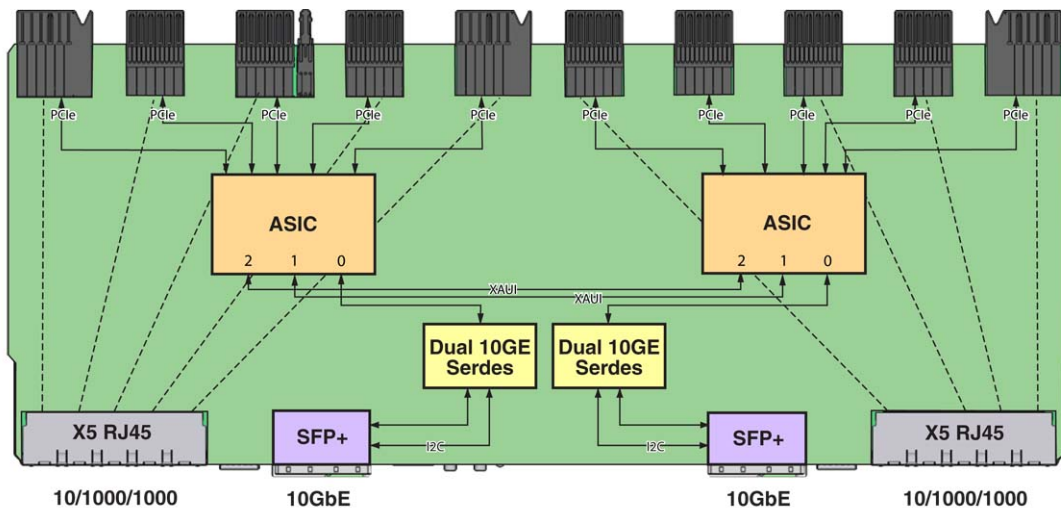 PCIe PCIe PCIe PCIe PCIe PCIe PCIe PCIe PCIe PCIe
ASIC
2 1 0
ASIC
2 1 0
XAUI
XAUI
Dual 10GE
Serdes
Dual 10GE
Serdes
X5 RJ45
SFP+
I2C
I2C
SFP+
X5 RJ45
10/1000/1000
10GbE
10GbE
10/1000/1000